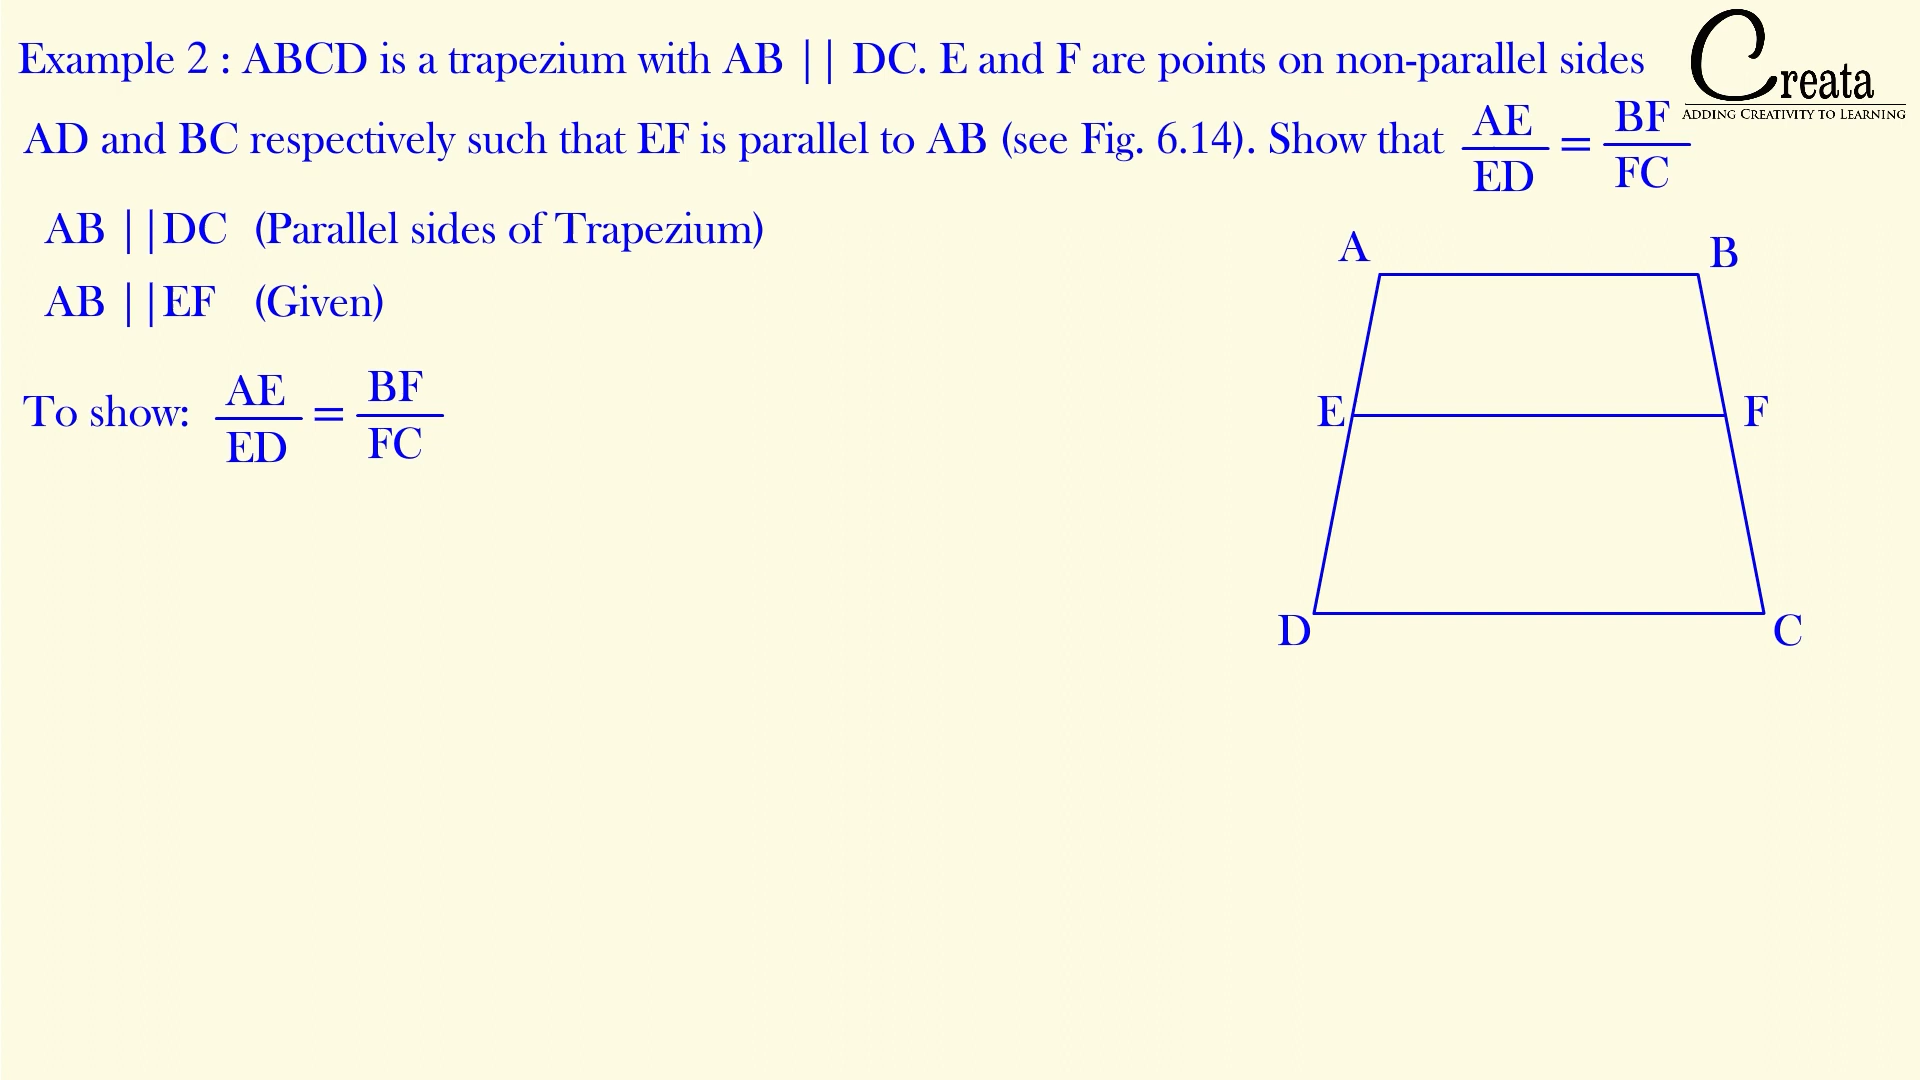 Example 2 : ABCD is a trapezium with AB || DC. E and F are points on non-parallel sides
Creata
ADDING CREATIVITY TO LEARNING
AD and BC respectively such that EF is parallel to AB (see Fig. 6.14). Show that AE/ED = BF/FC
AB ||DC (Parallel sides of Trapezium)
AB ||EF (Given)
To show: AE/ED = BF/FC
A
B
E
F
D
C